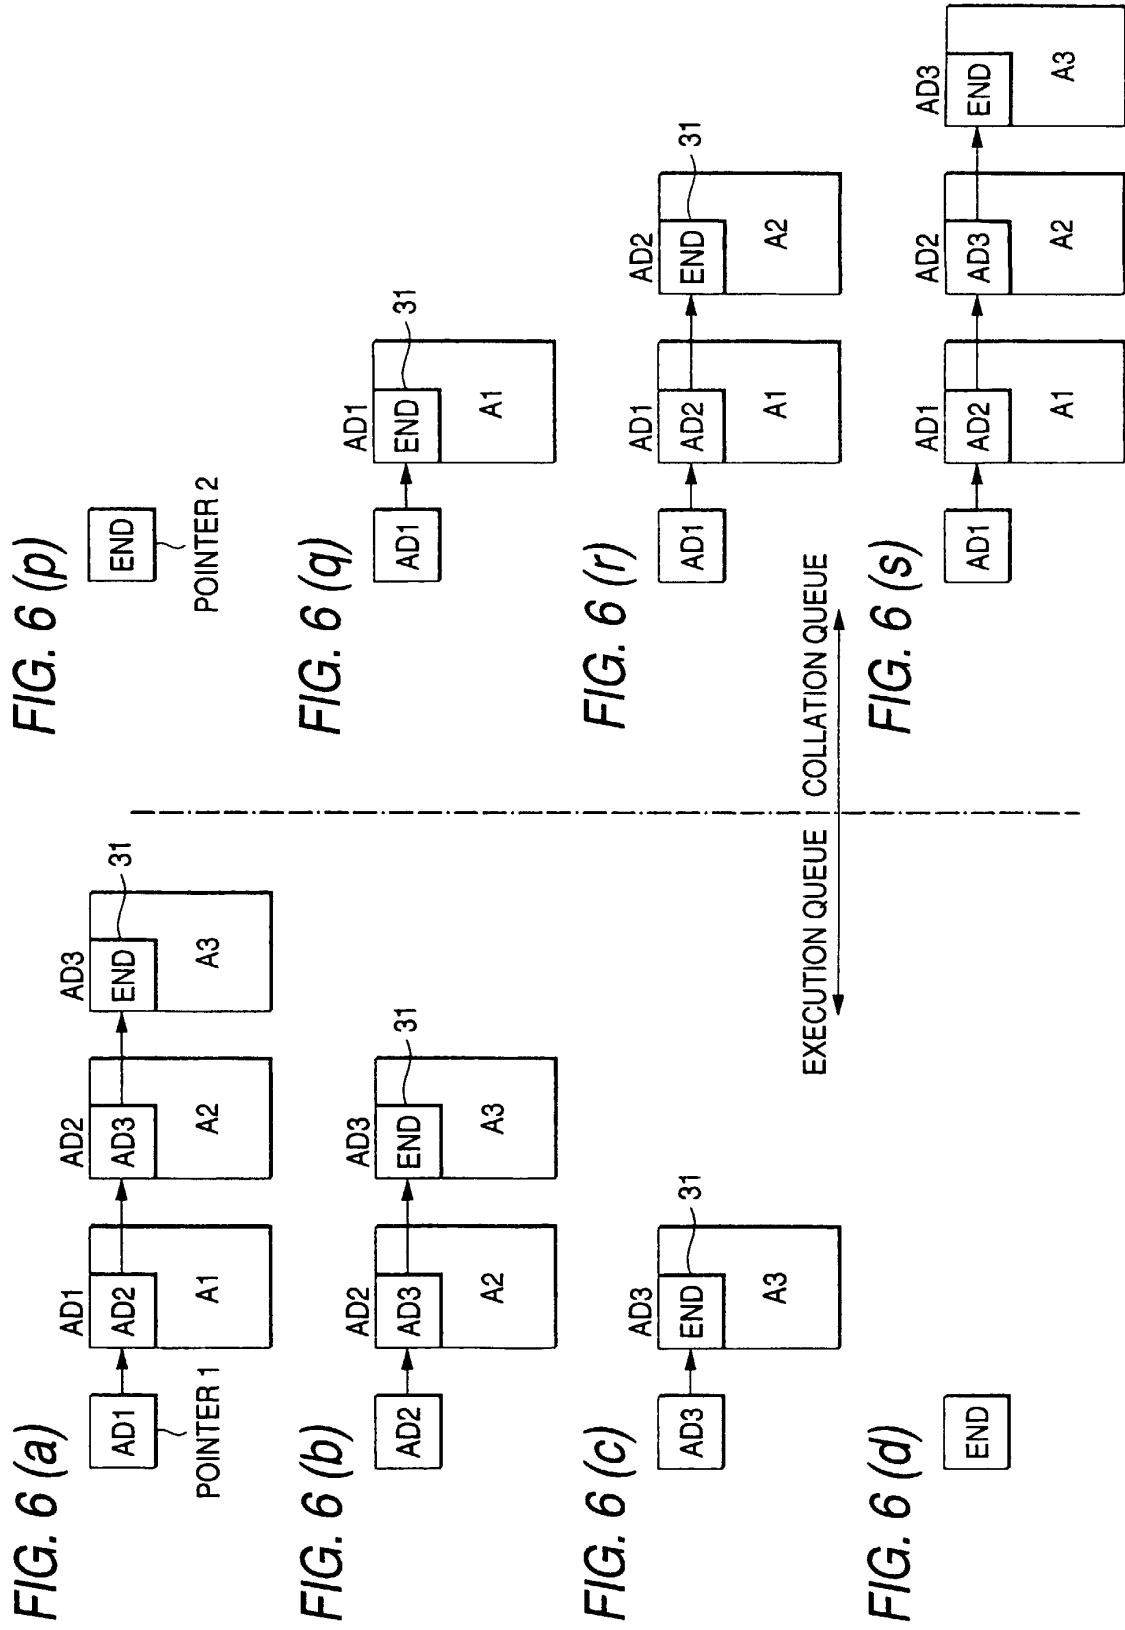 FIG. 6 (a)
AD1
POINTER 1
AD1
AD2
A1
AD2
AD3
A2
AD3
END
A3
31
FIG. 6 (b)
AD2
AD2
AD3
A2
AD3
END
A3
31
FIG. 6 (c)
AD3
AD3
END
A3
31
FIG. 6 (d)
END
EXECUTION QUEUE
COLLATION QUEUE
FIG. 6 (p)
END
POINTER 2
FIG. 6 (q)
AD1
AD1
END
A1
31
FIG. 6 (r)
AD1
AD1
AD2
A1
AD2
END
A2
31
FIG. 6 (s)
AD1
AD1
AD2
A1
AD2
AD3
A2
AD3
END
A3